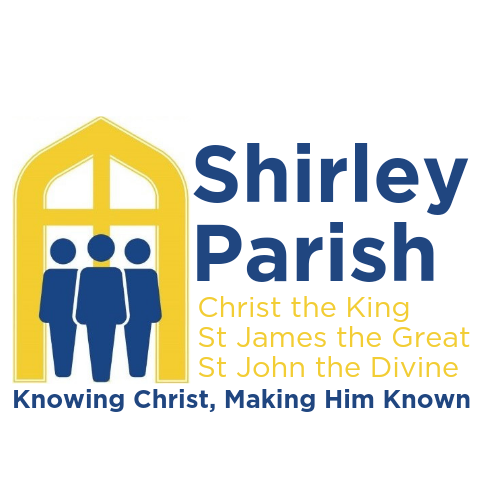 Shirley
Parish
Christ the King
St James the Great
St John the Divine
Knowing Christ, Making Him Known